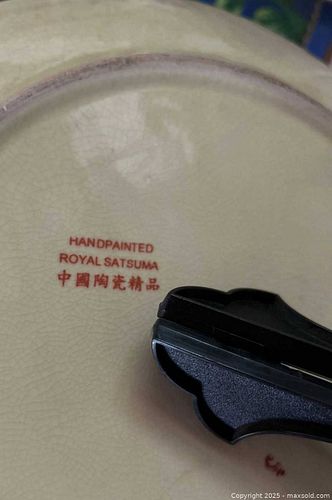 HANDPAINTED
ROYAL SATSUMA
中國陶瓷精品
Copyright 2025 - maxsold.com